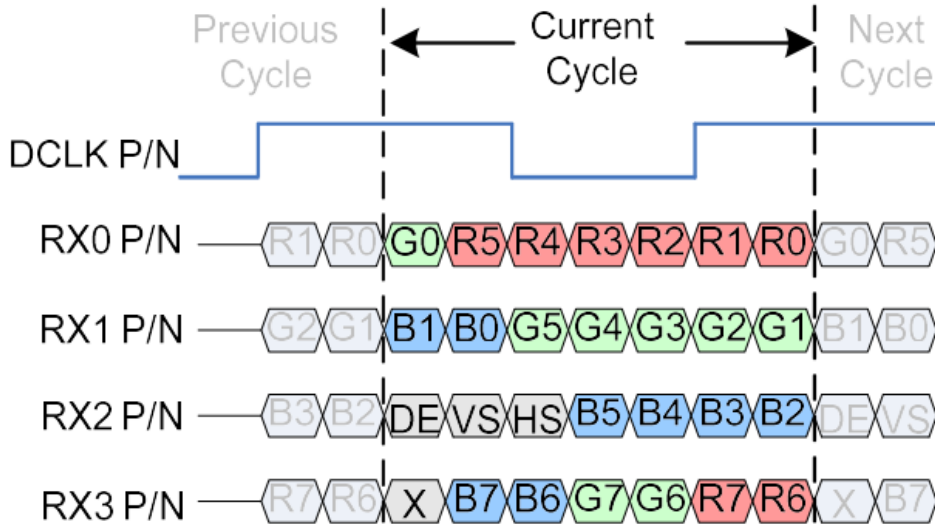 Previous Cycle
Current Cycle
Next Cycle
DCLK P/N
RX0 P/N R1 R0 G0 R5 R4 R3 R2 R1 R0 G0 R5
RX1 P/N G2 G1 B1 B0 G5 G4 G3 G2 G1 B1 B0
RX2 P/N B3 B2 DE VS HS B5 B4 B3 B2 DE VS
RX3 P/N R7 R6 X B7 B6 G7 G6 R7 R6 X B7